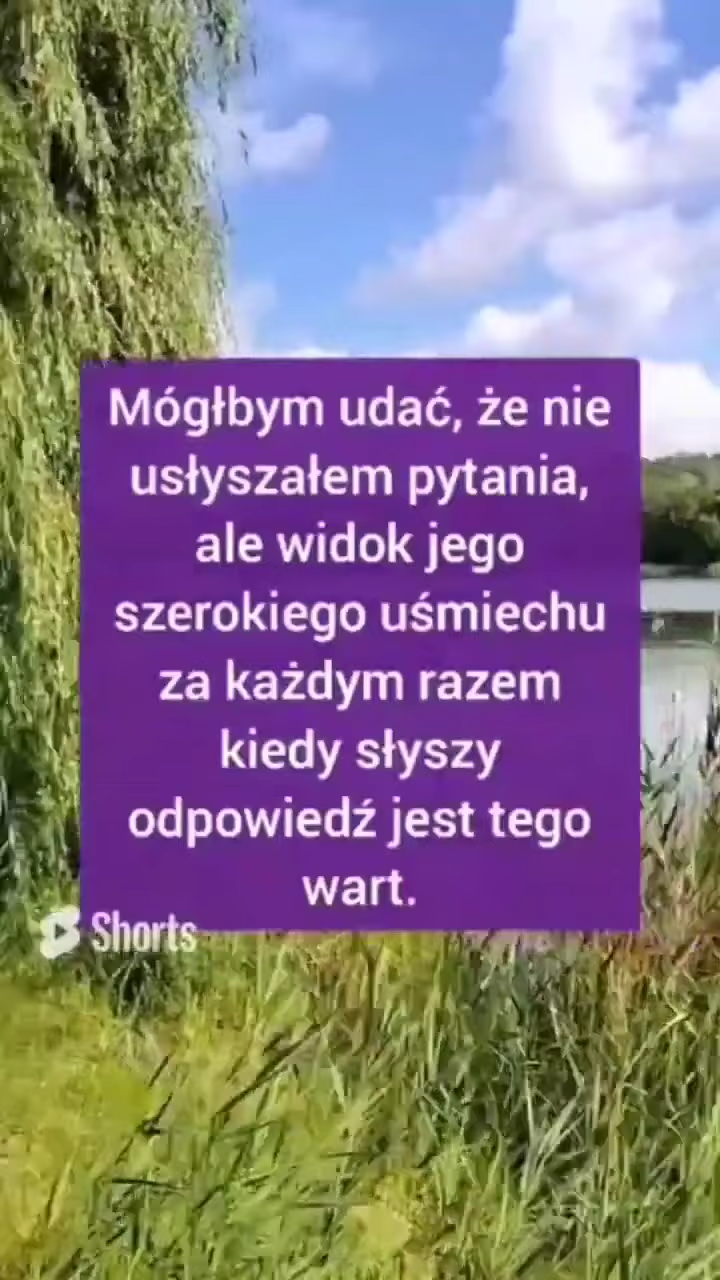 Mógłbym udać, że nie
usłyszałem pytania,
ale widok jego
szerokiego uśmiechu
za każdym razem
kiedy słyszy
odpowiedź jest tego
wart.
Shorts